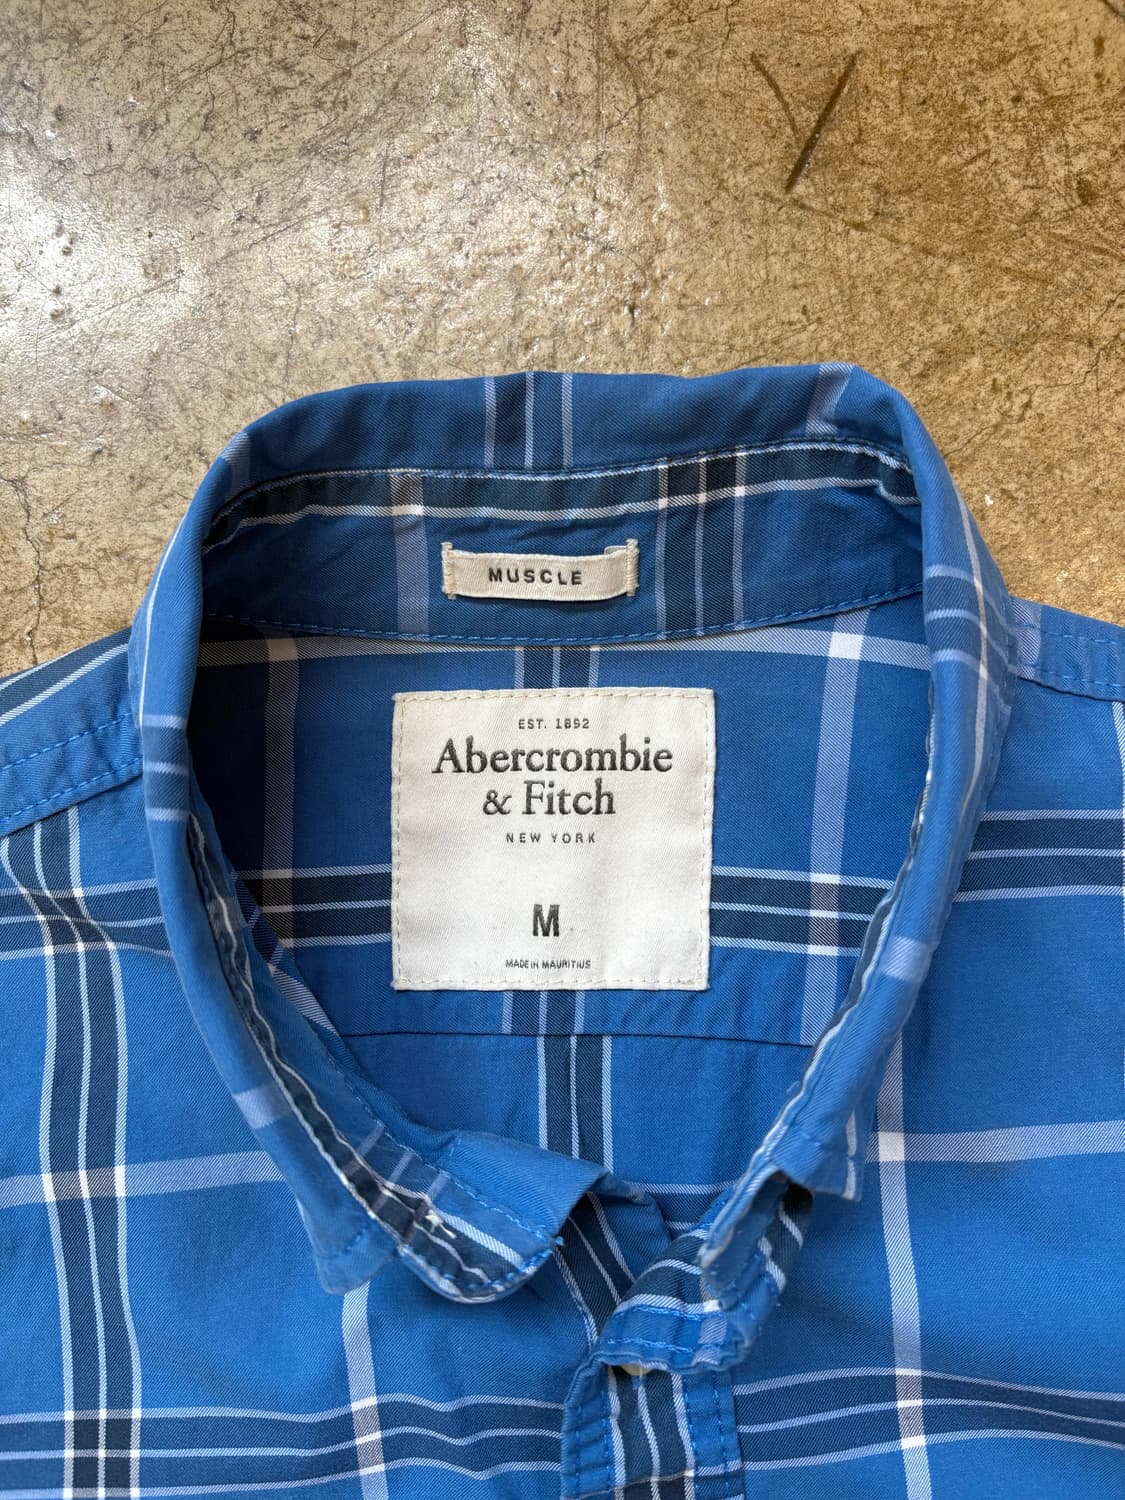 MUSCLE
EST. 1892
Abercrombie
& Fitch
NEW YORK
M
MADE IN MAURITIUS